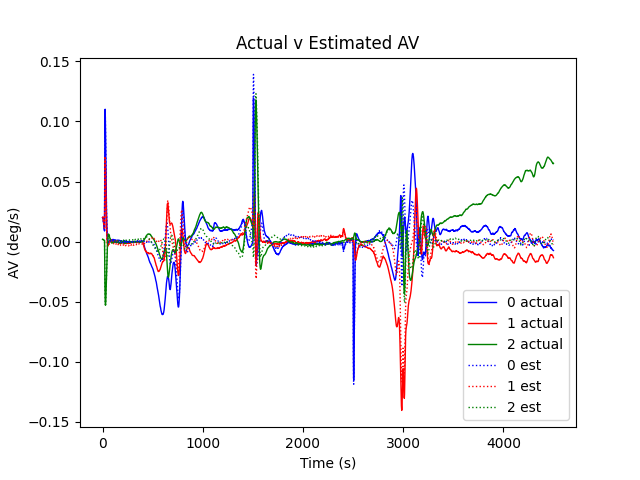 Actual v Estimated AV
AV (deg/s)
0.15
0.10
0.05
0.00
−0.05
−0.10
−0.15
0
1000
2000
3000
4000
Time (s)
0 actual
1 actual
2 actual
0 est
1 est
2 est